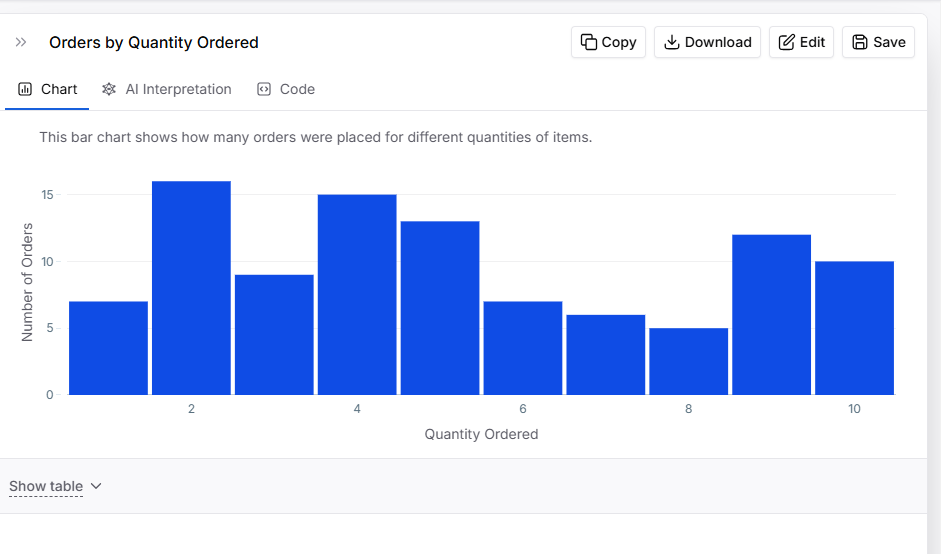 Orders by Quantity Ordered
Copy
Download
Edit
Save
Chart
AI Interpretation
Code
This bar chart shows how many orders were placed for different quantities of items.
Number of Orders
15
10
5
0
2
4
6
8
10
Quantity Ordered
Show table